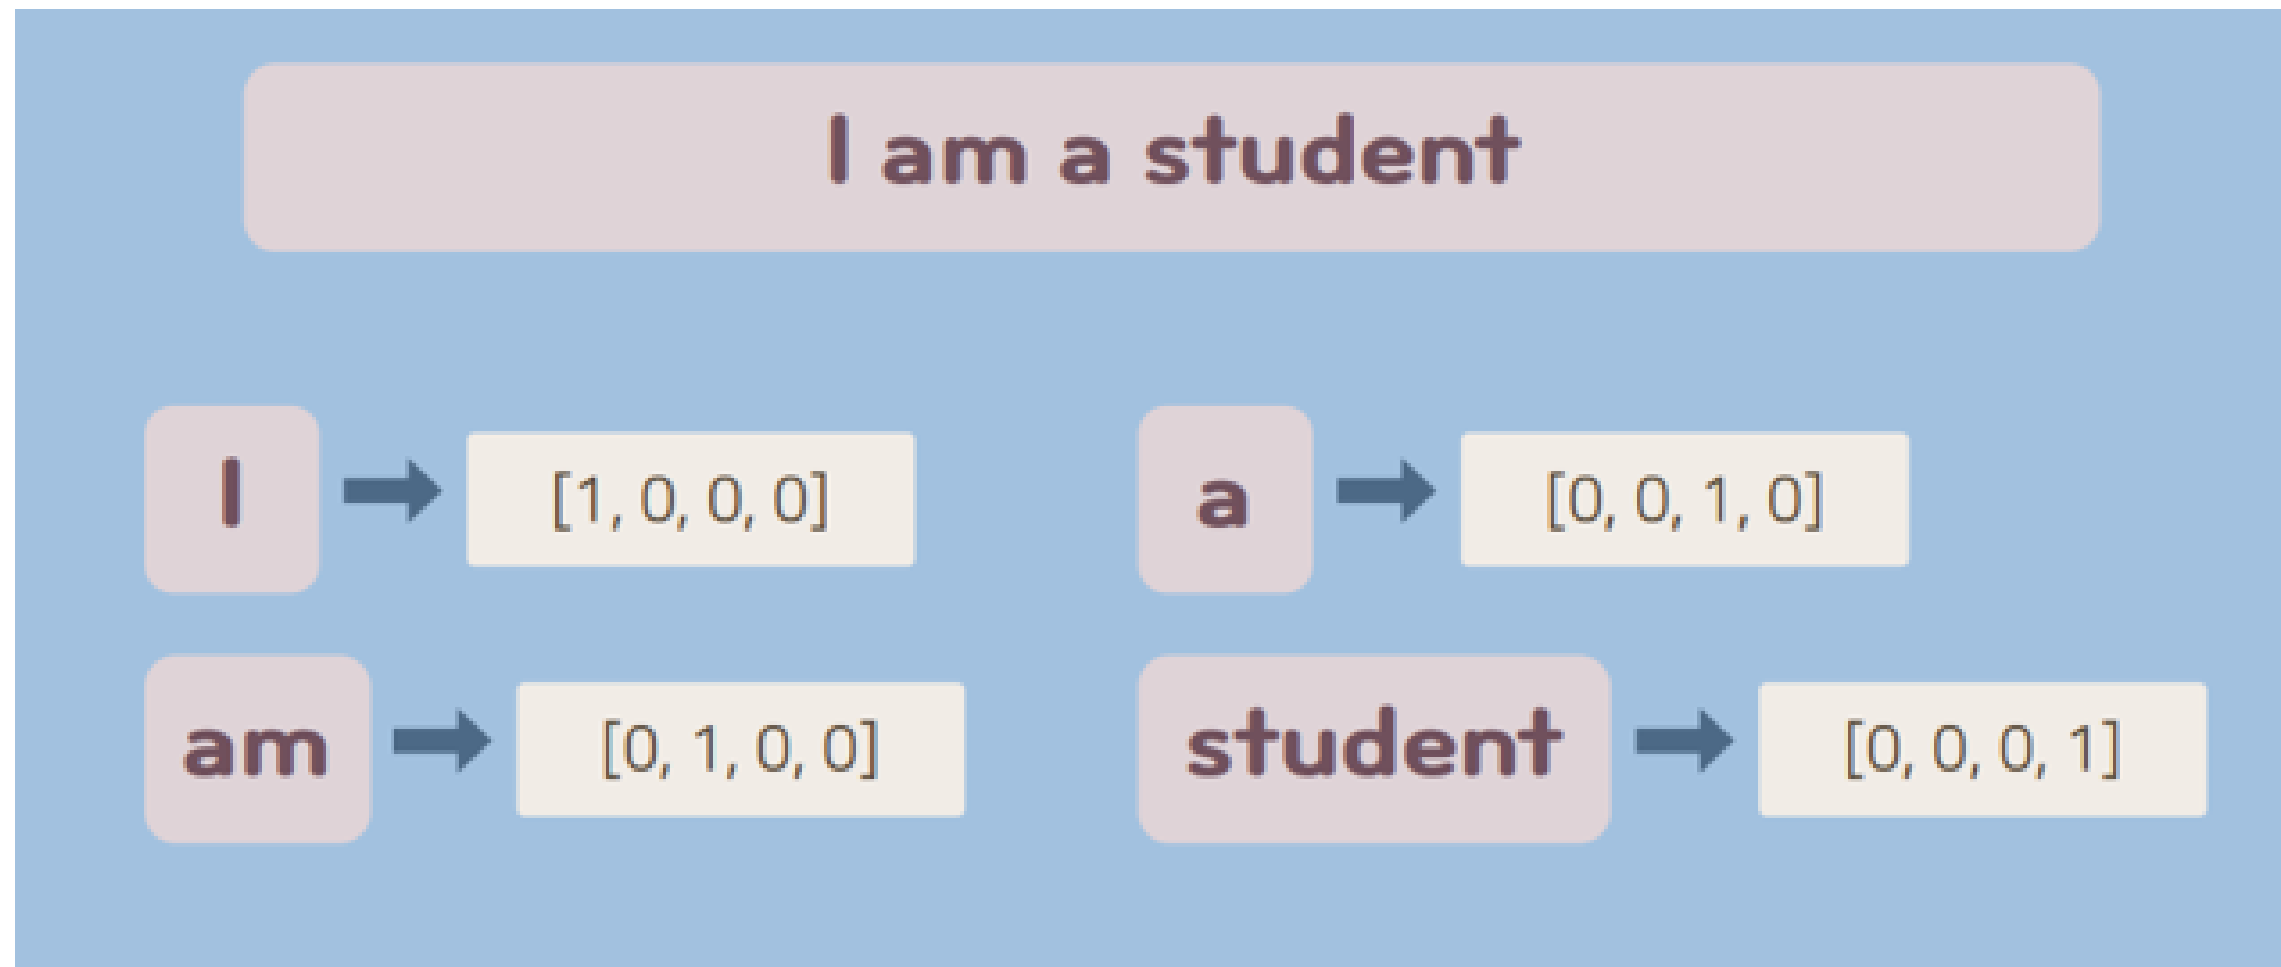 I am a student
I [1, 0, 0, 0]
a [0, 0, 1, 0]
am [0, 1, 0, 0]
student [0, 0, 0, 1]